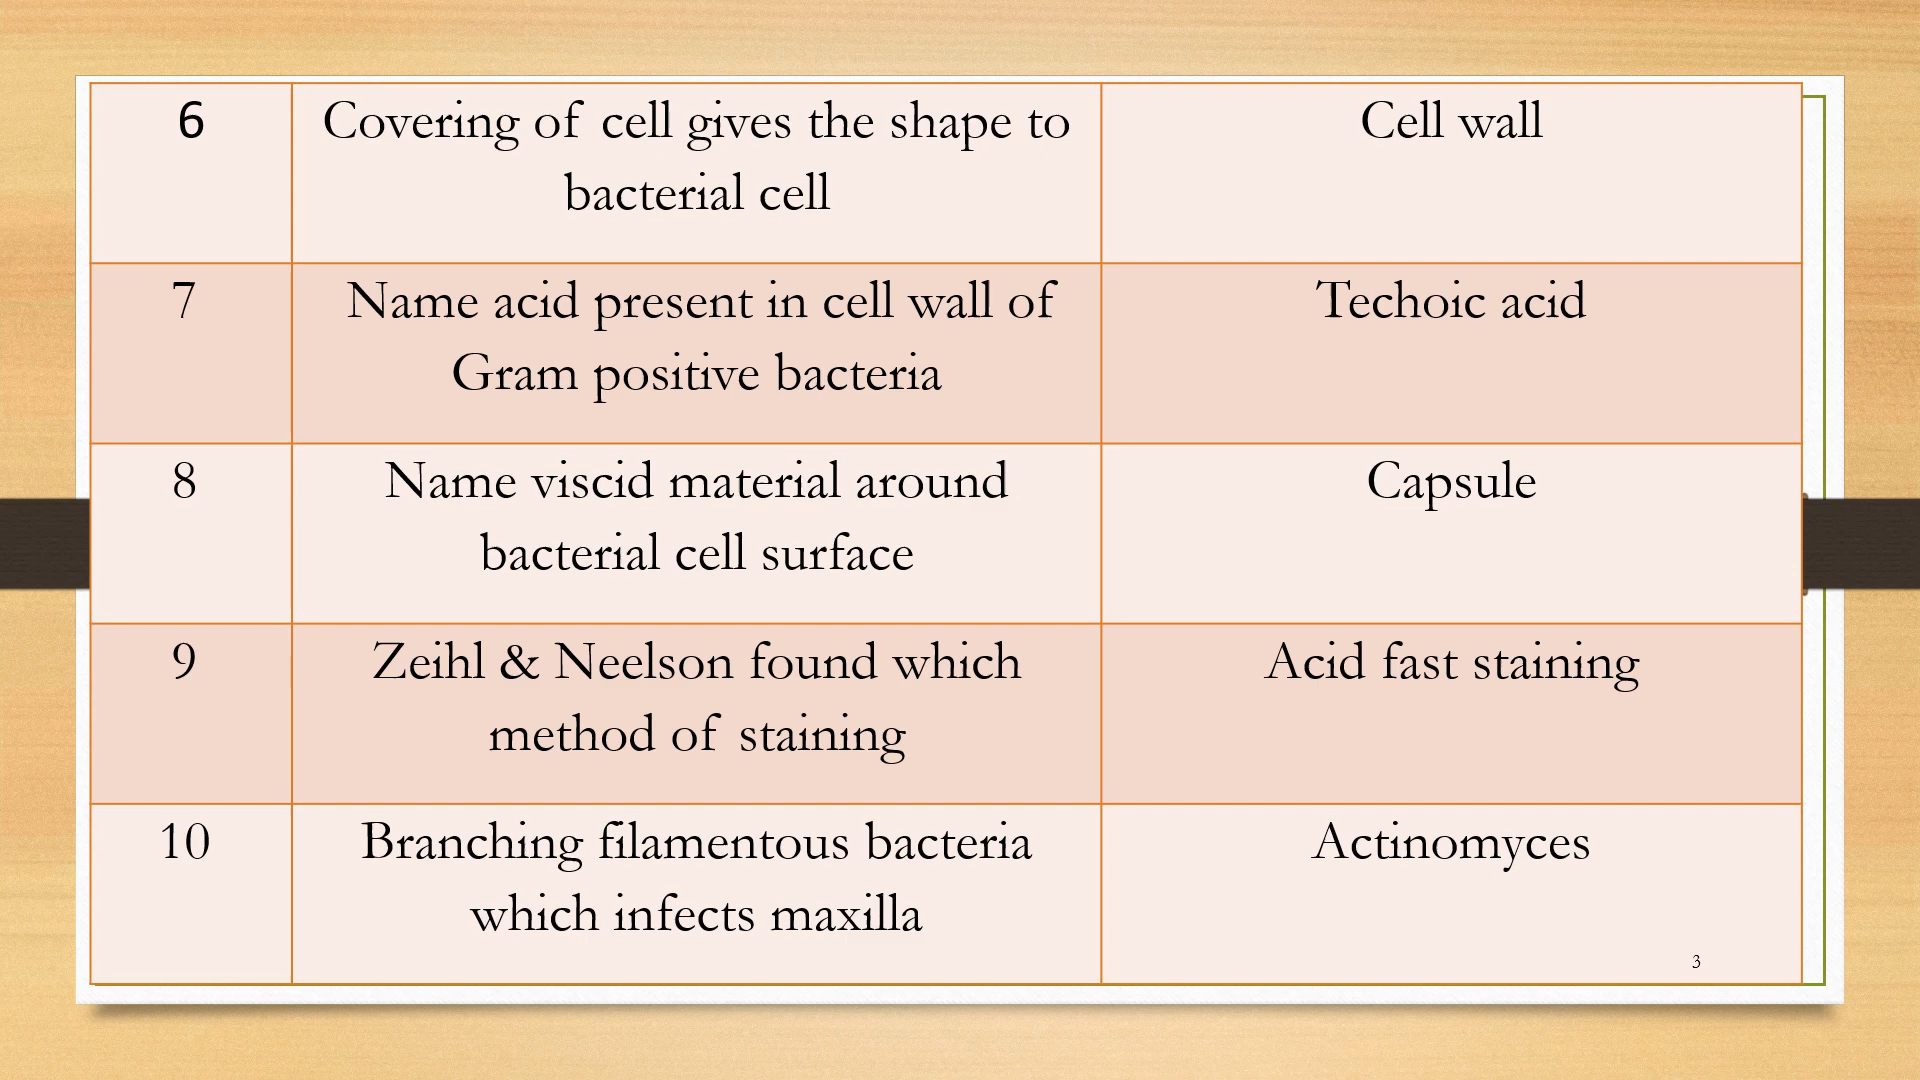 6
Covering of cell gives the shape to
bacterial cell
Cell wall
7
Name acid present in cell wall of
Gram positive bacteria
Techoic acid
8
Name viscid material around
bacterial cell surface
Capsule
9
Zeihl & Neelson found which
method of staining
Acid fast staining
10
Branching filamentous bacteria
which infects maxilla
Actinomyces
3